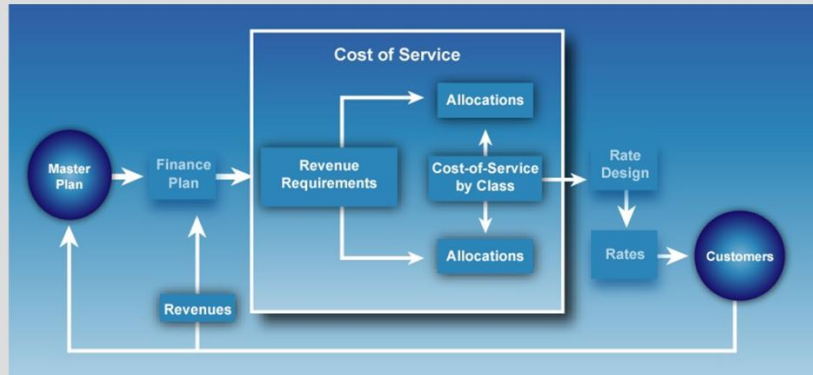 Cost of Service
Allocations
Master
Plan
Finance
Plan
Revenue
Requirements
Cost-of-Service
by Class
Rate
Design
Allocations
Rates
Customers
Revenues